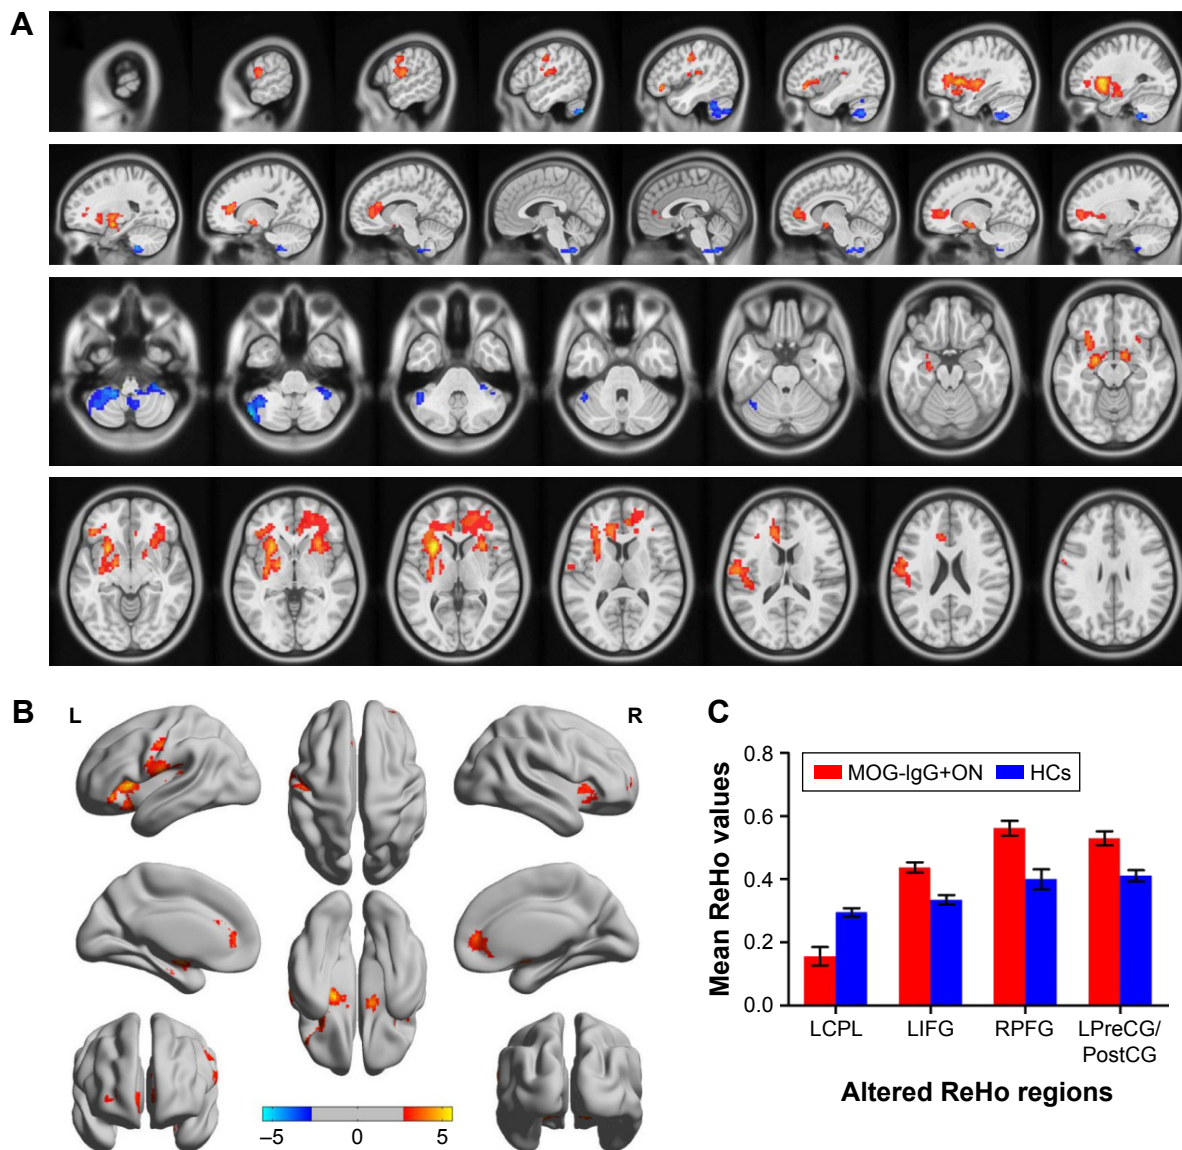 A
B
L
R
−5
0
5
C
MOG-IgG+ON
HCs
Mean ReHo values
0.8
0.6
0.4
0.2
0.0
LCPL
LIFG
RPFG
LPreCG/
PostCG
Altered ReHo regions